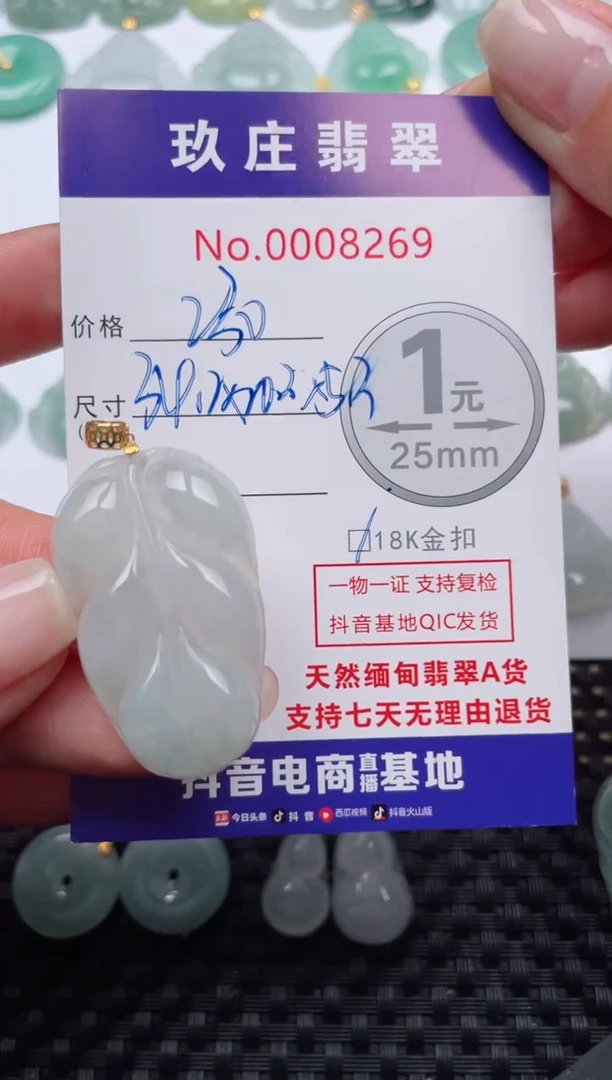 玖庄翡翠
No.0008269
价格
尺寸
1元
25mm
18K金扣
一物一证 支持复检
抖音基地QIC发货
天然缅甸翡翠A货
支持七天无理由退货
抖音电商直播基地
今日头条 抖音 西瓜视频 抖音火山版